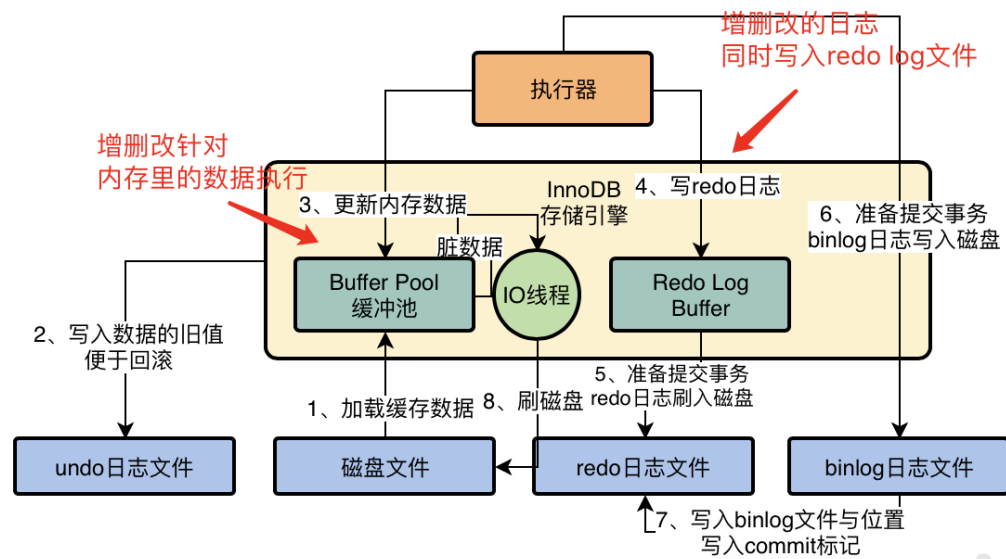 增删改的日志
同时写入redo log文件
执行器
增删改针对
内存里的数据执行
InnoDB
存储引擎
3、更新内存数据
4、写redo日志
脏数据
6、准备提交事务
binlog日志写入磁盘
Buffer Pool
缓冲池
IO线程
Redo Log
Buffer
2、写入数据的旧值
便于回滚
5、准备提交事务
redo日志刷入磁盘
1、加载缓存数据
8、刷磁盘
undo日志文件
磁盘文件
redo日志文件
binlog日志文件
7、写入binlog文件与位置
写入commit标记